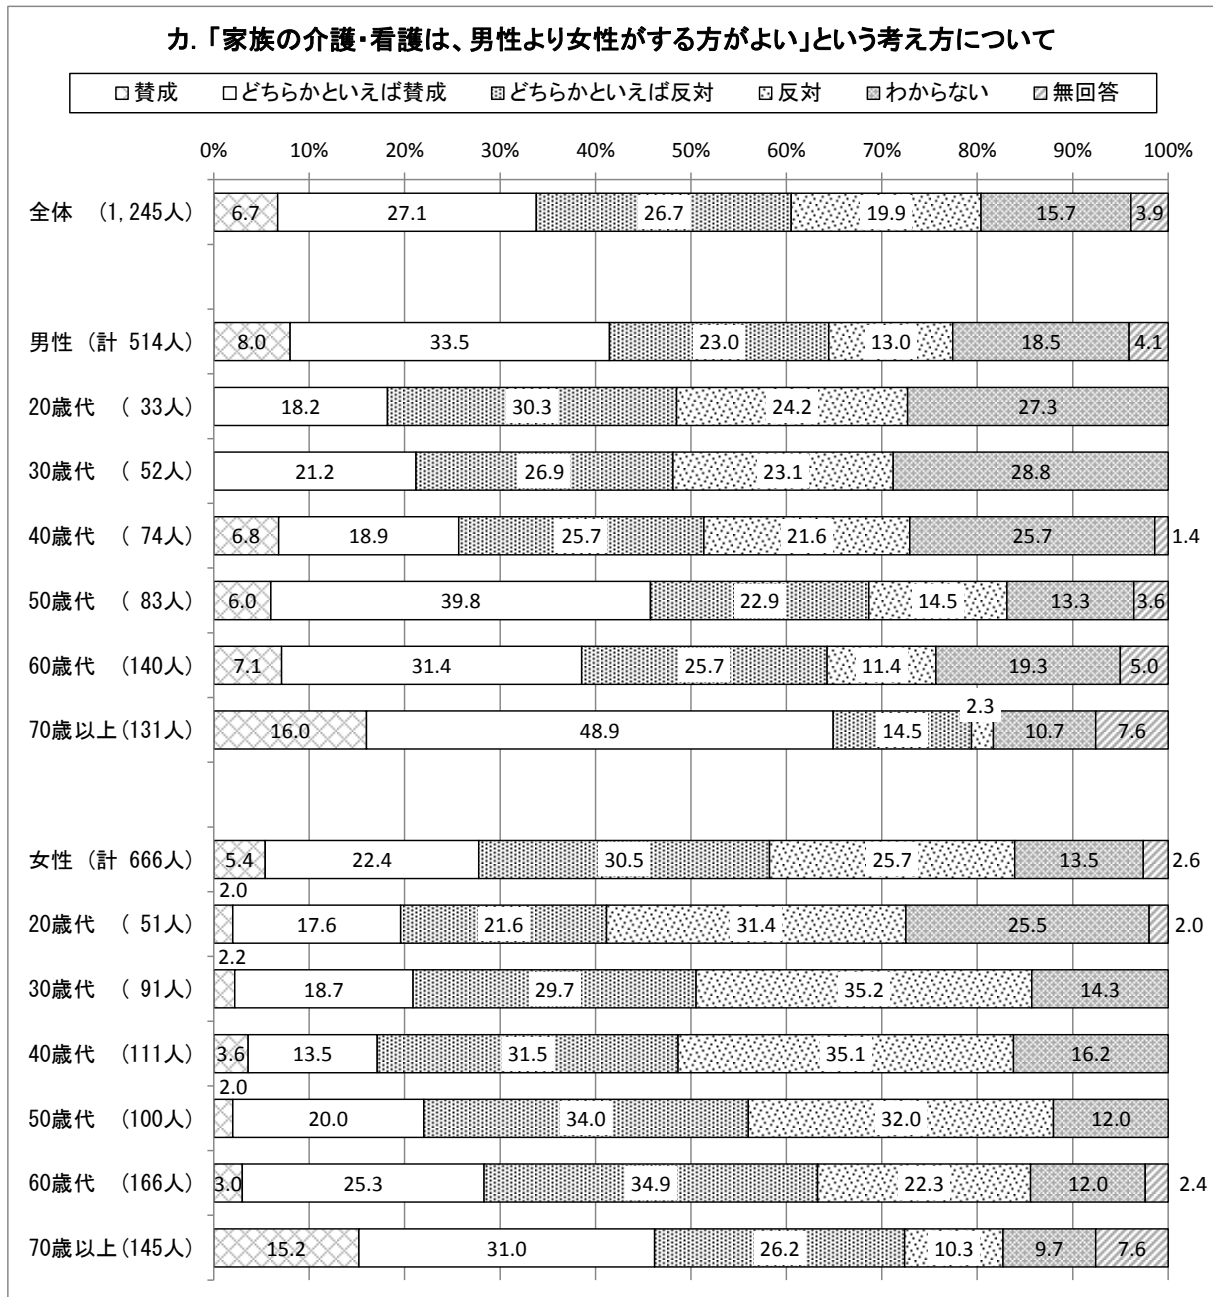 カ．「家族の介護・看護は、男性より女性がする方がよい」という考え方について
賛成 どちらかといえば賛成 どちらかといえば反対 反対 わからない 無回答
0% 10% 20% 30% 40% 50% 60% 70% 80% 90% 100%
全体 (1,245人) 6.7 27.1 26.7 19.9 15.7 3.9
男性 (計 514人) 8.0 33.5 23.0 13.0 18.5 4.1
20歳代 ( 33人) 18.2 30.3 24.2 27.3
30歳代 ( 52人) 21.2 26.9 23.1 28.8
40歳代 ( 74人) 6.8 18.9 25.7 21.6 25.7 1.4
50歳代 ( 83人) 6.0 39.8 22.9 14.5 13.3 3.6
60歳代 (140人) 7.1 31.4 25.7 11.4 19.3 5.0
70歳以上(131人) 16.0 48.9 14.5 2.3 10.7 7.6
女性 (計 666人) 5.4 22.4 30.5 25.7 13.5 2.6
20歳代 ( 51人) 2.0 17.6 21.6 31.4 25.5 2.0
30歳代 ( 91人) 2.2 18.7 29.7 35.2 14.3
40歳代 (111人) 3.6 13.5 31.5 35.1 16.2
50歳代 (100人) 2.0 20.0 34.0 32.0 12.0
60歳代 (166人) 3.0 25.3 34.9 22.3 12.0 2.4
70歳以上(145人) 15.2 31.0 26.2 10.3 9.7 7.6